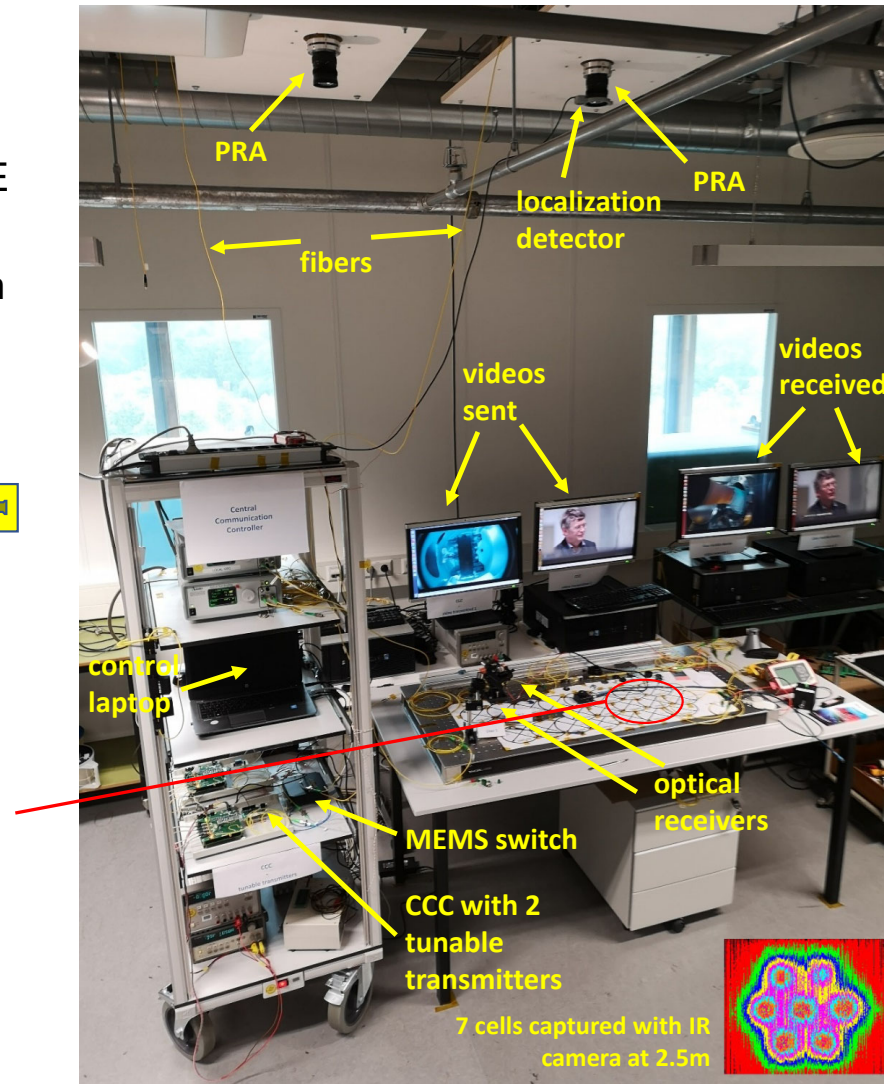 E
n
PRA
PRA
localization
detector
fibers
videos
sent
videos
received
Central
Communication
Controller
control
laptop
optical
receivers
MEMS switch
CCC
tunable transmitters
CCC with 2
tunable
transmitters
7 cells captured with IR
camera at 2.5m